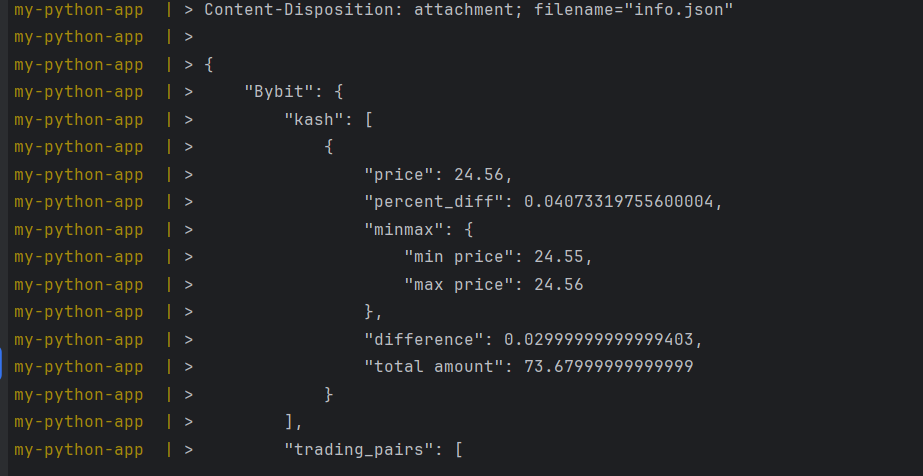 my-python-app  | > Content-Disposition: attachment; filename="info.json"
my-python-app  | >
my-python-app  | > {
my-python-app  | >     "Bybit": {
my-python-app  | >         "kash": [
my-python-app  | >             {
my-python-app  | >                 "price": 24.56,
my-python-app  | >                 "percent_diff": 0.04073319755600004,
my-python-app  | >                 "minmax": {
my-python-app  | >                     "min price": 24.55,
my-python-app  | >                     "max price": 24.56
my-python-app  | >                 },
my-python-app  | >                 "difference": 0.02999999999999403,
my-python-app  | >                 "total amount": 73.67999999999999
my-python-app  | >             }
my-python-app  | >         ],
my-python-app  | >         "trading_pairs": [